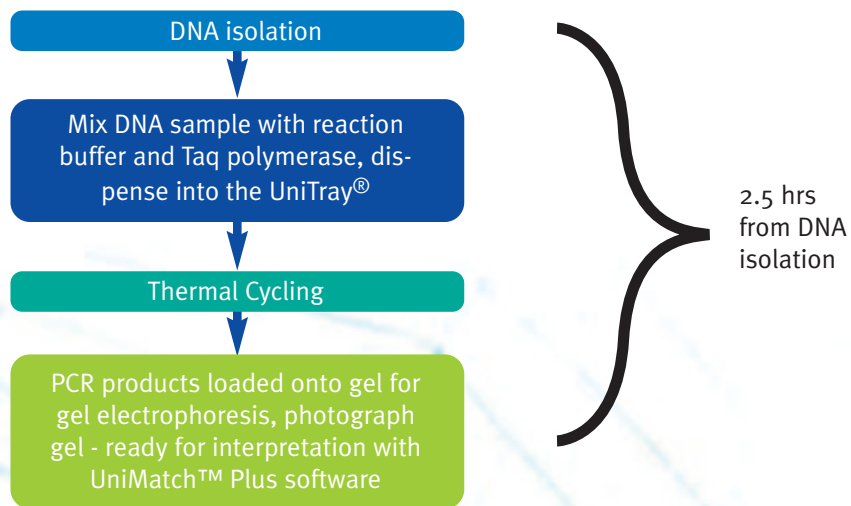 DNA isolation
Mix DNA sample with reaction
buffer and Taq polymerase, dis-
pense into the UniTray®
Thermal Cycling
PCR products loaded onto gel for
gel electrophoresis, photograph
gel - ready for interpretation with
UniMatch™ Plus software
2.5 hrs
from DNA
isolation